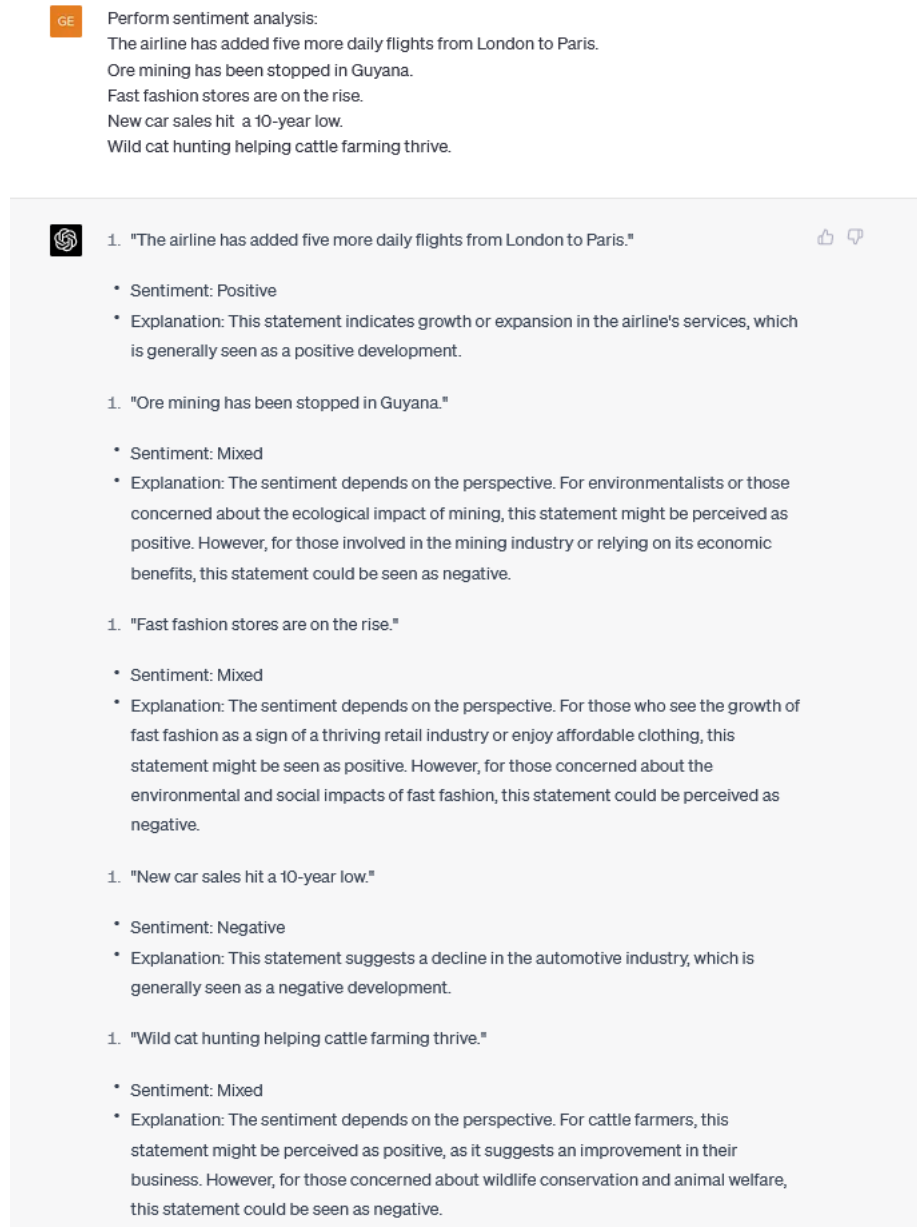 GE
Perform sentiment analysis:
The airline has added five more daily flights from London to Paris.
Ore mining has been stopped in Guyana.
Fast fashion stores are on the rise.
New car sales hit  a 10-year low.
Wild cat hunting helping cattle farming thrive.
1. "The airline has added five more daily flights from London to Paris."
• Sentiment: Positive
• Explanation: This statement indicates growth or expansion in the airline's services, which
is generally seen as a positive development.
1. "Ore mining has been stopped in Guyana."
• Sentiment: Mixed
• Explanation: The sentiment depends on the perspective. For environmentalists or those
concerned about the ecological impact of mining, this statement might be perceived as
positive. However, for those involved in the mining industry or relying on its economic
benefits, this statement could be seen as negative.
1. "Fast fashion stores are on the rise."
• Sentiment: Mixed
• Explanation: The sentiment depends on the perspective. For those who see the growth of
fast fashion as a sign of a thriving retail industry or enjoy affordable clothing, this
statement might be seen as positive. However, for those concerned about the
environmental and social impacts of fast fashion, this statement could be perceived as
negative.
1. "New car sales hit a 10-year low."
• Sentiment: Negative
• Explanation: This statement suggests a decline in the automotive industry, which is
generally seen as a negative development.
1. "Wild cat hunting helping cattle farming thrive."
• Sentiment: Mixed
• Explanation: The sentiment depends on the perspective. For cattle farmers, this
statement might be perceived as positive, as it suggests an improvement in their
business. However, for those concerned about wildlife conservation and animal welfare,
this statement could be seen as negative.